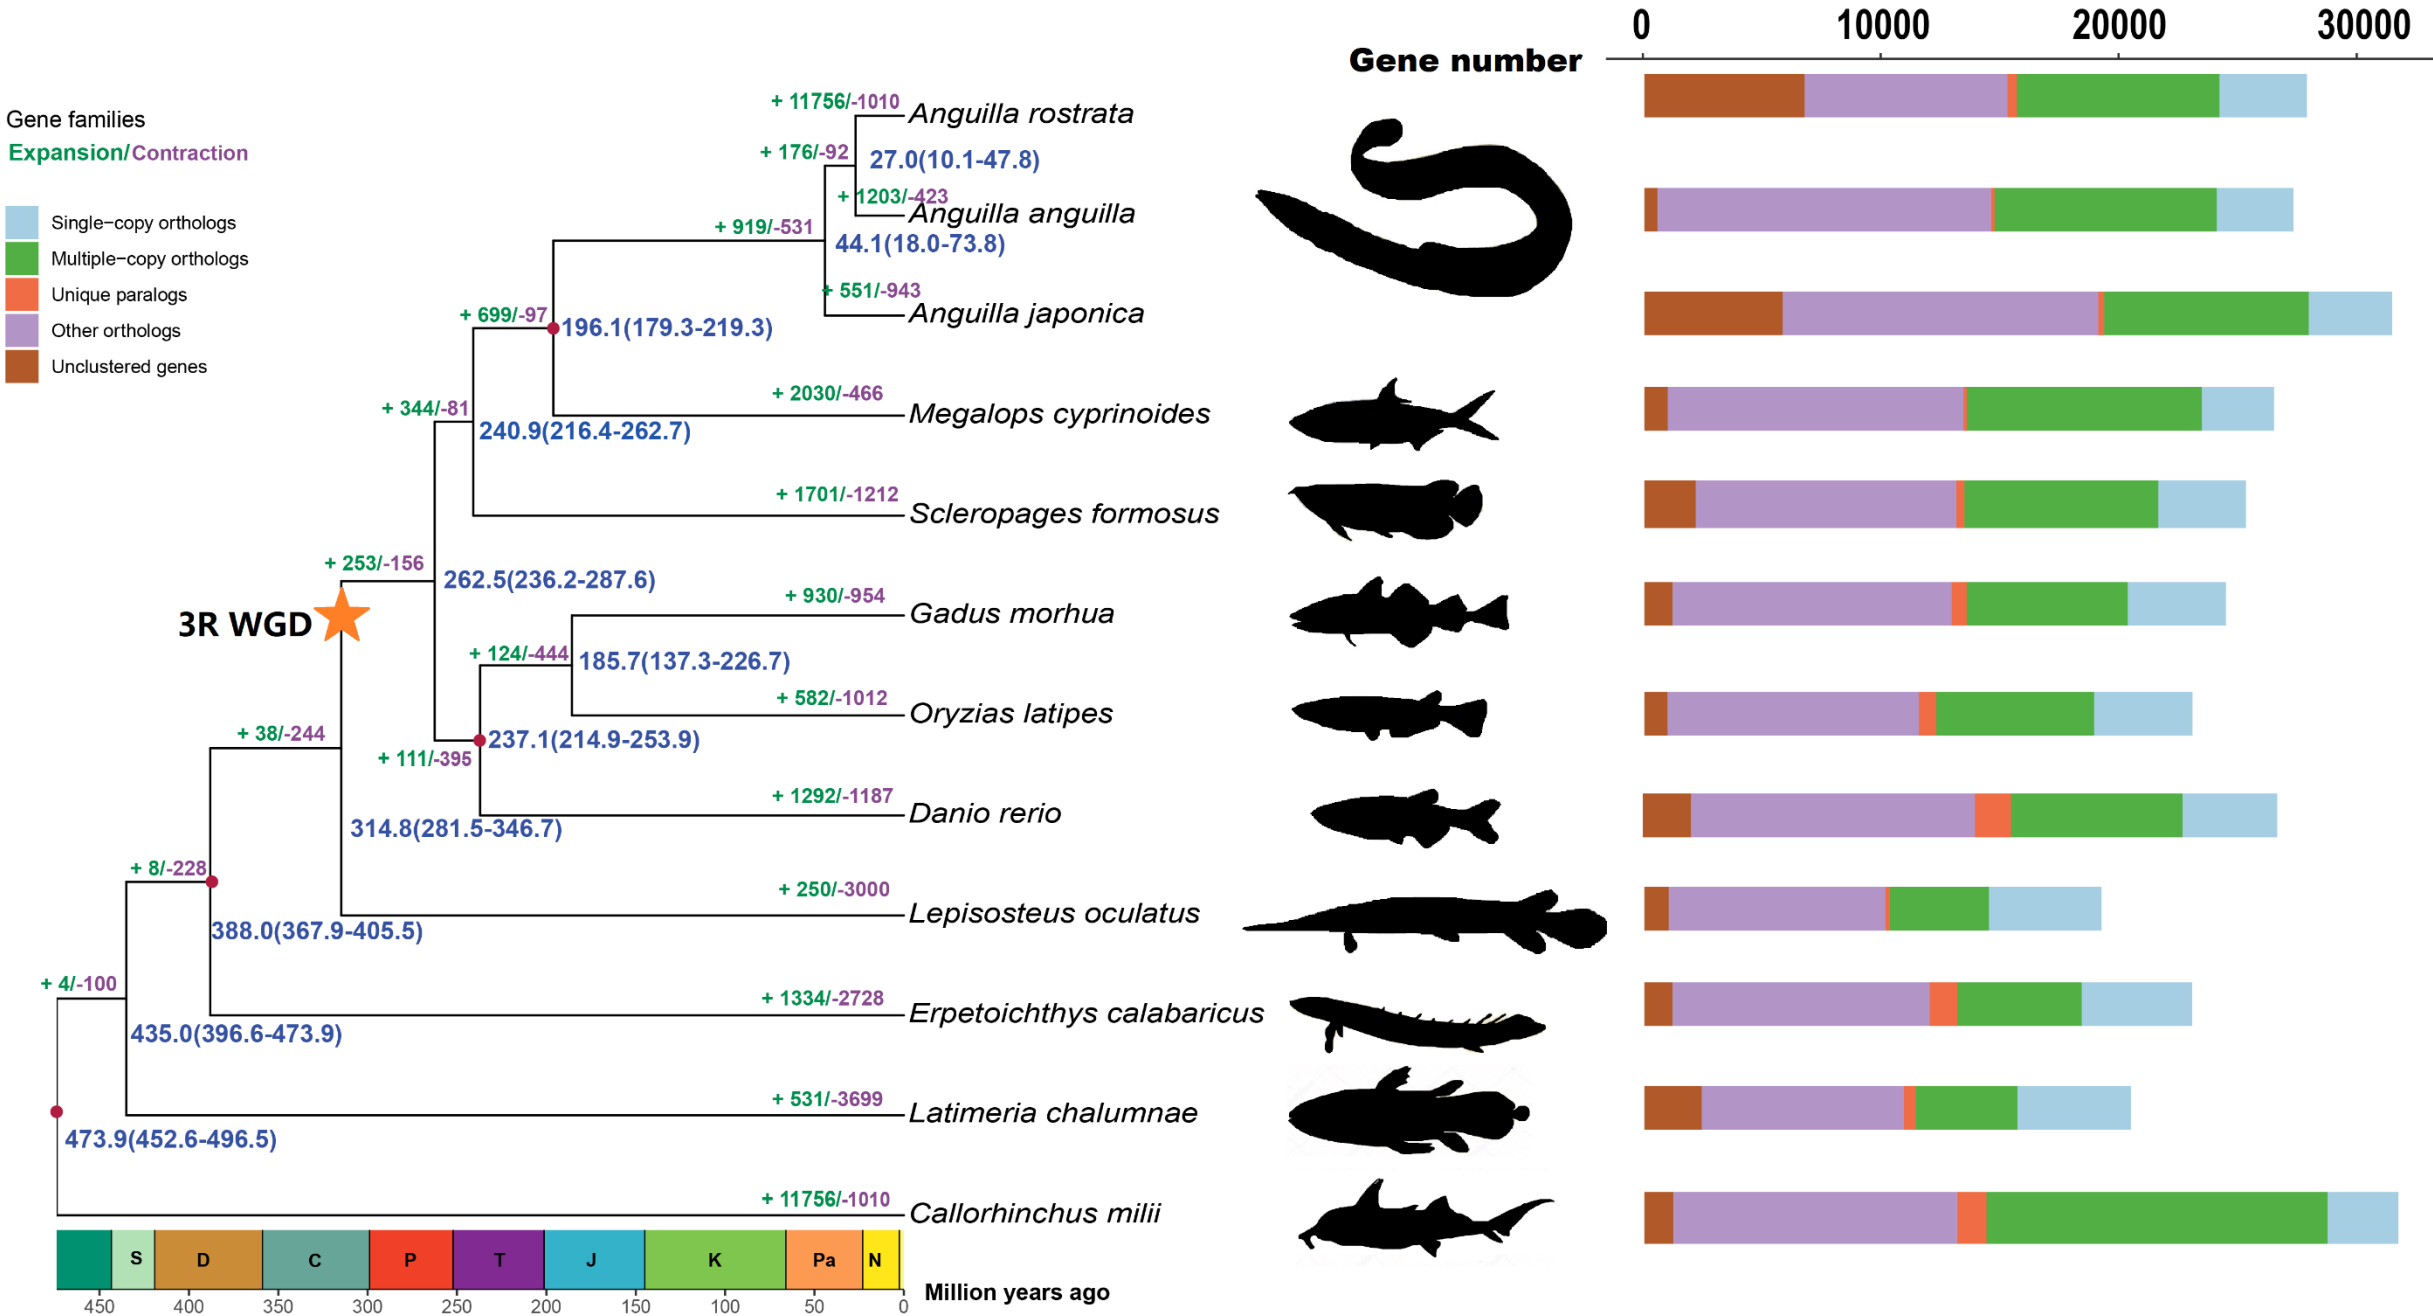 0 10000 20000 30000
Gene number
Gene families
Expansion/Contraction
Single-copy orthologs
Multiple-copy orthologs
Unique paralogs
Other orthologs
Unclustered genes
+ 11756/-1010
Anguilla rostrata
+ 176/-92
27.0(10.1-47.8)
+ 1203/-423
Anguilla anguilla
+ 919/-531
44.1(18.0-73.8)
+ 551/-943
Anguilla japonica
+ 699/-97
196.1(179.3-219.3)
+ 2030/-466
Megalops cyprinoides
+ 344/-81
240.9(216.4-262.7)
+ 1701/-1212
Scleropages formosus
+ 253/-156
262.5(236.2-287.6)
3R WGD
+ 930/-954
Gadus morhua
+ 124/-444
185.7(137.3-226.7)
+ 582/-1012
Oryzias latipes
+ 38/-244
237.1(214.9-253.9)
+ 111/-395
+ 1292/-1187
Danio rerio
314.8(281.5-346.7)
+ 8/-228
+ 250/-3000
Lepisosteus oculatus
388.0(367.9-405.5)
+ 4/-100
+ 1334/-2728
Erpetoichthys calabaricus
435.0(396.6-473.9)
+ 531/-3699
Latimeria chalumnae
473.9(452.6-496.5)
+ 11756/-1010
Callorhinchus milii
S D C P T J K Pa N
450 400 350 300 250 200 150 100 50 0
Million years ago